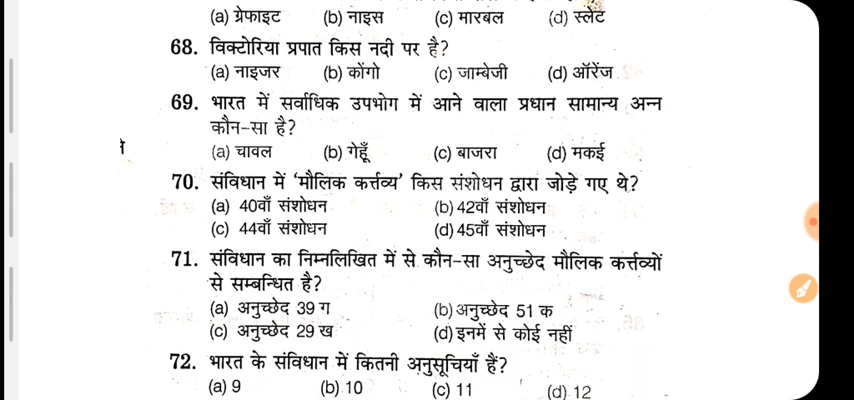 (a) ग्रेफाइट (b) नाइस (c) मारबल (d) स्लेट
68. विक्टोरिया प्रपात किस नदी पर है?
(a) नाइजर (b) कोंगो (c) जाम्बेजी (d) ऑरेंज
69. भारत में सर्वाधिक उपभोग में आने वाला प्रधान सामान्य अन्न
कौन-सा है?
(a) चावल (b) गेहूँ (c) बाजरा (d) मकई
70. संविधान में 'मौलिक कर्त्तव्य' किस संशोधन द्वारा जोड़े गए थे?
(a) 40वाँ संशोधन (b) 42वाँ संशोधन
(c) 44वाँ संशोधन (d) 45वाँ संशोधन
71. संविधान का निम्नलिखित में से कौन-सा अनुच्छेद मौलिक कर्त्तव्यों
से सम्बन्धित है?
(a) अनुच्छेद 39 ग (b) अनुच्छेद 51 क
(c) अनुच्छेद 29 ख (d) इनमें से कोई नहीं
72. भारत के संविधान में कितनी अनुसूचियाँ हैं?
(a) 9 (b) 10 (c) 11 (d) 12